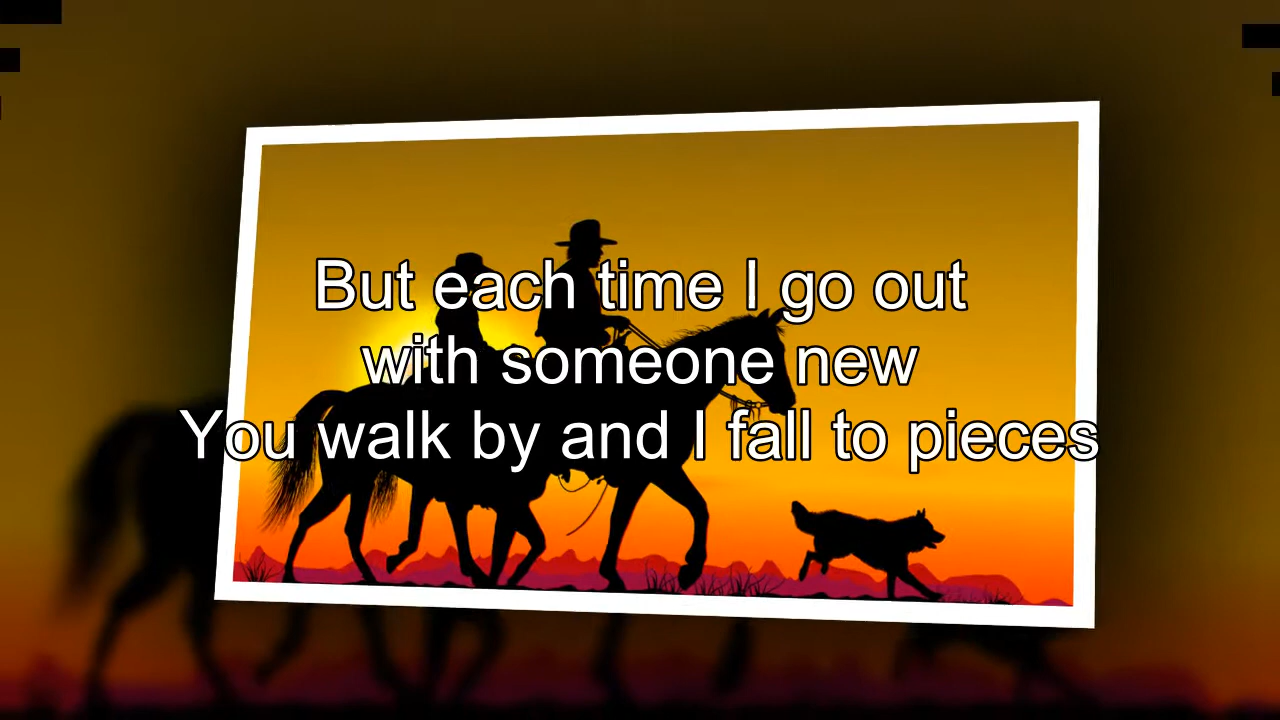 But each time I go out
with someone new
You walk by and I fall to pieces